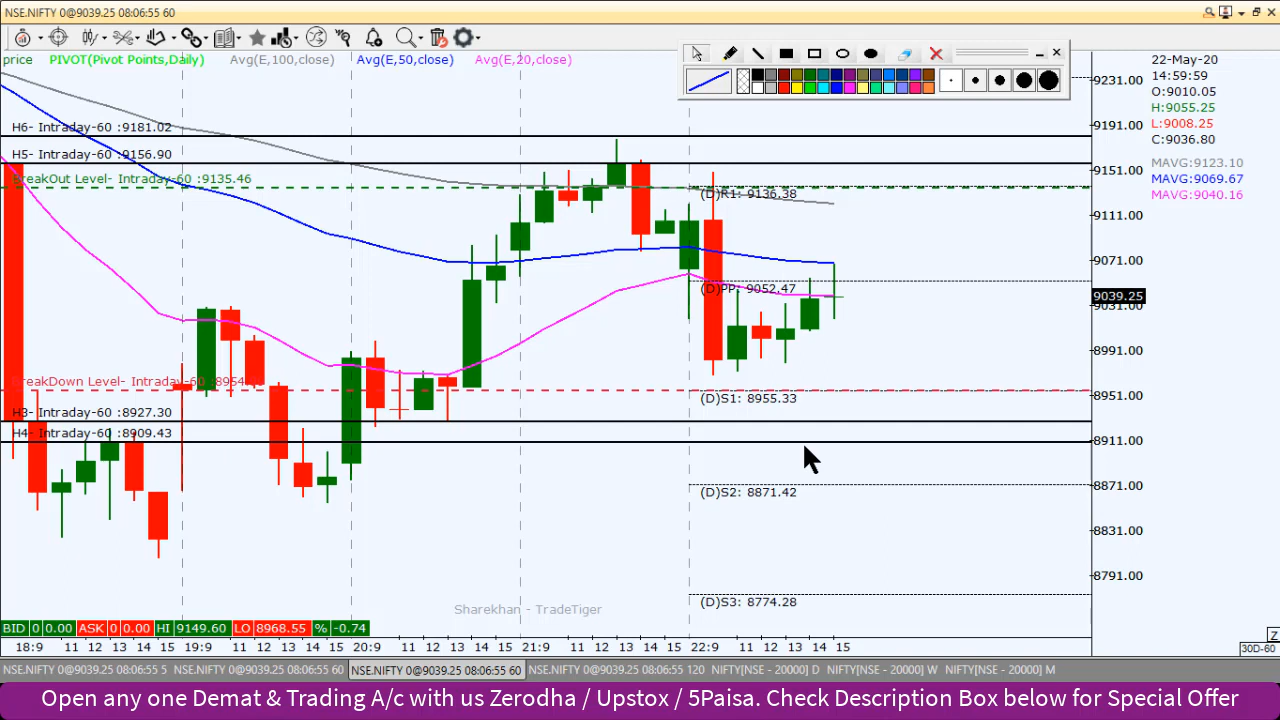 NSE.NIFTY 0@9039.25 08:06:55 60
price PIVOT(Pivot Points,Daily) Avg(E,100,close) Avg(E,50,close) Avg(E,20,close)
22-May-20
14:59:59
O:9010.05
H:9055.25
L:9008.25
C:9036.80
MAVG:9123.10
MAVG:9069.67
MAVG:9040.16
9231.00
9191.00
9151.00
9111.00
9071.00
9039.25
9031.00
8991.00
8951.00
8911.00
8871.00
8831.00
8791.00
H6- Intraday-60 :9181.02
H5- Intraday-60 :9156.90
BreakOut Level- Intraday-60 :9135.46
(D)R1: 9136.38
(D)PP: 9052.47
BreakDown Level- Intraday-60
(D)S1: 8955.33
H3- Intraday-60 :8927.30
H4- Intraday-60 :8909.43
(D)S2: 8871.42
(D)S3: 8774.28
Sharekhan - TradeTiger
BID 0 0.00 ASK 0 0.00 HI 9149.60 LO 8968.55 % -0.74
18:9 11 12 13 14 15 19:9 11 12 13 14 15 20:9 11 12 13 14 15 21:9 11 12 13 14 15 22:9 11 12 13 14 15
Z
30D-60
NSE.NIFTY 0@9039.25 08:06:55 5 NSE.NIFTY 0@9039.25 08:06:55 60 NSE.NIFTY 0@9039.25 08:06:55 60 NSE.NIFTY 0@9039.25 08:06:55 120 NIFTY[NSE - 20000] D NIFTY[NSE - 20000] W NIFTY[NSE - 20000] M
Open any one Demat & Trading A/c with us Zerodha / Upstox / 5Paisa. Check Description Box below for Special Offer